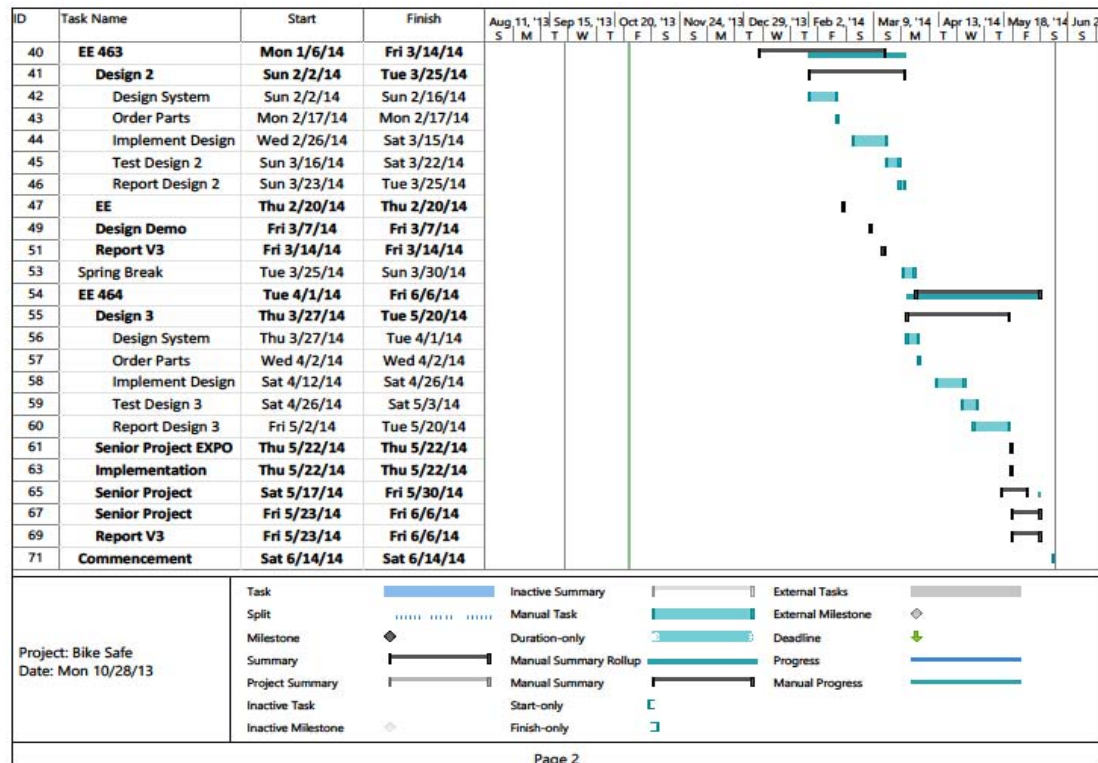 ID Task Name Start Finish Aug 11, '13 Sep 15, '13 Oct 20, '13 Nov 24, '13 Dec 29, '13 Feb 2, '14 Mar 9, '14 Apr 13, '14 May 18, '14 Jun 2
S M T W T F S S M T W T F S S M T W T F S S
40 EE 463 Mon 1/6/14 Fri 3/14/14
41 Design 2 Sun 2/2/14 Tue 3/25/14
42 Design System Sun 2/2/14 Sun 2/16/14
43 Order Parts Mon 2/17/14 Mon 2/17/14
44 Implement Design Wed 2/26/14 Sat 3/15/14
45 Test Design 2 Sun 3/16/14 Sat 3/22/14
46 Report Design 2 Sun 3/23/14 Tue 3/25/14
47 EE Thu 2/20/14 Thu 2/20/14
49 Design Demo Fri 3/7/14 Fri 3/7/14
51 Report V3 Fri 3/14/14 Fri 3/14/14
53 Spring Break Tue 3/25/14 Sun 3/30/14
54 EE 464 Tue 4/1/14 Fri 6/6/14
55 Design 3 Thu 3/27/14 Tue 5/20/14
56 Design System Thu 3/27/14 Tue 4/1/14
57 Order Parts Wed 4/2/14 Wed 4/2/14
58 Implement Design Sat 4/12/14 Sat 4/26/14
59 Test Design 3 Sat 4/26/14 Sat 5/3/14
60 Report Design 3 Fri 5/2/14 Tue 5/20/14
61 Senior Project EXPO Thu 5/22/14 Thu 5/22/14
63 Implementation Thu 5/22/14 Thu 5/22/14
65 Senior Project Sat 5/17/14 Fri 5/30/14
67 Senior Project Fri 5/23/14 Fri 6/6/14
69 Report V3 Fri 5/23/14 Fri 6/6/14
71 Commencement Sat 6/14/14 Sat 6/14/14
Project: Bike Safe
Date: Mon 10/28/13
Task Inactive Summary External Tasks
Split Manual Task External Milestone
Milestone Duration-only Deadline
Summary Manual Summary Rollup Progress
Project Summary Manual Summary Manual Progress
Inactive Task Start-only
Inactive Milestone Finish-only
Page 2